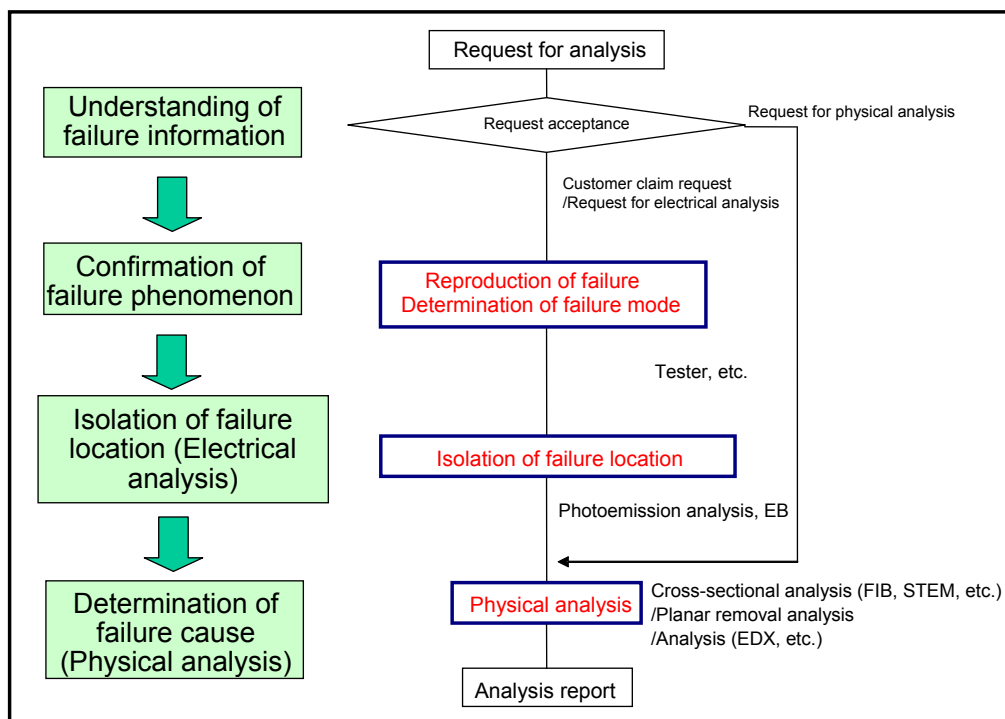 Request for analysis
Understanding of
failure information
Request acceptance
Request for physical analysis
Customer claim request
/Request for electrical analysis
Confirmation of
failure phenomenon
Reproduction of failure
Determination of failure mode
Tester, etc.
Isolation of failure
location (Electrical
analysis)
Isolation of failure location
Photoemission analysis, EB
Determination of
failure cause
(Physical analysis)
Physical analysis
Cross-sectional analysis (FIB, STEM, etc.)
/Planar removal analysis
/Analysis (EDX, etc.)
Analysis report